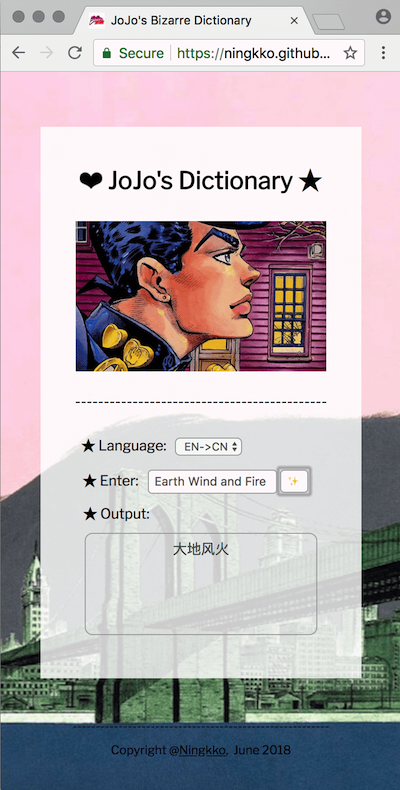 JoJo's Bizarre Dictionary
Secure https://ningkko.github...
❤ JoJo's Dictionary ★
★ Language: EN->CN
★ Enter: Earth Wind and Fire ✨
★ Output:
大地风火
Copyright @Ningkko, June 2018